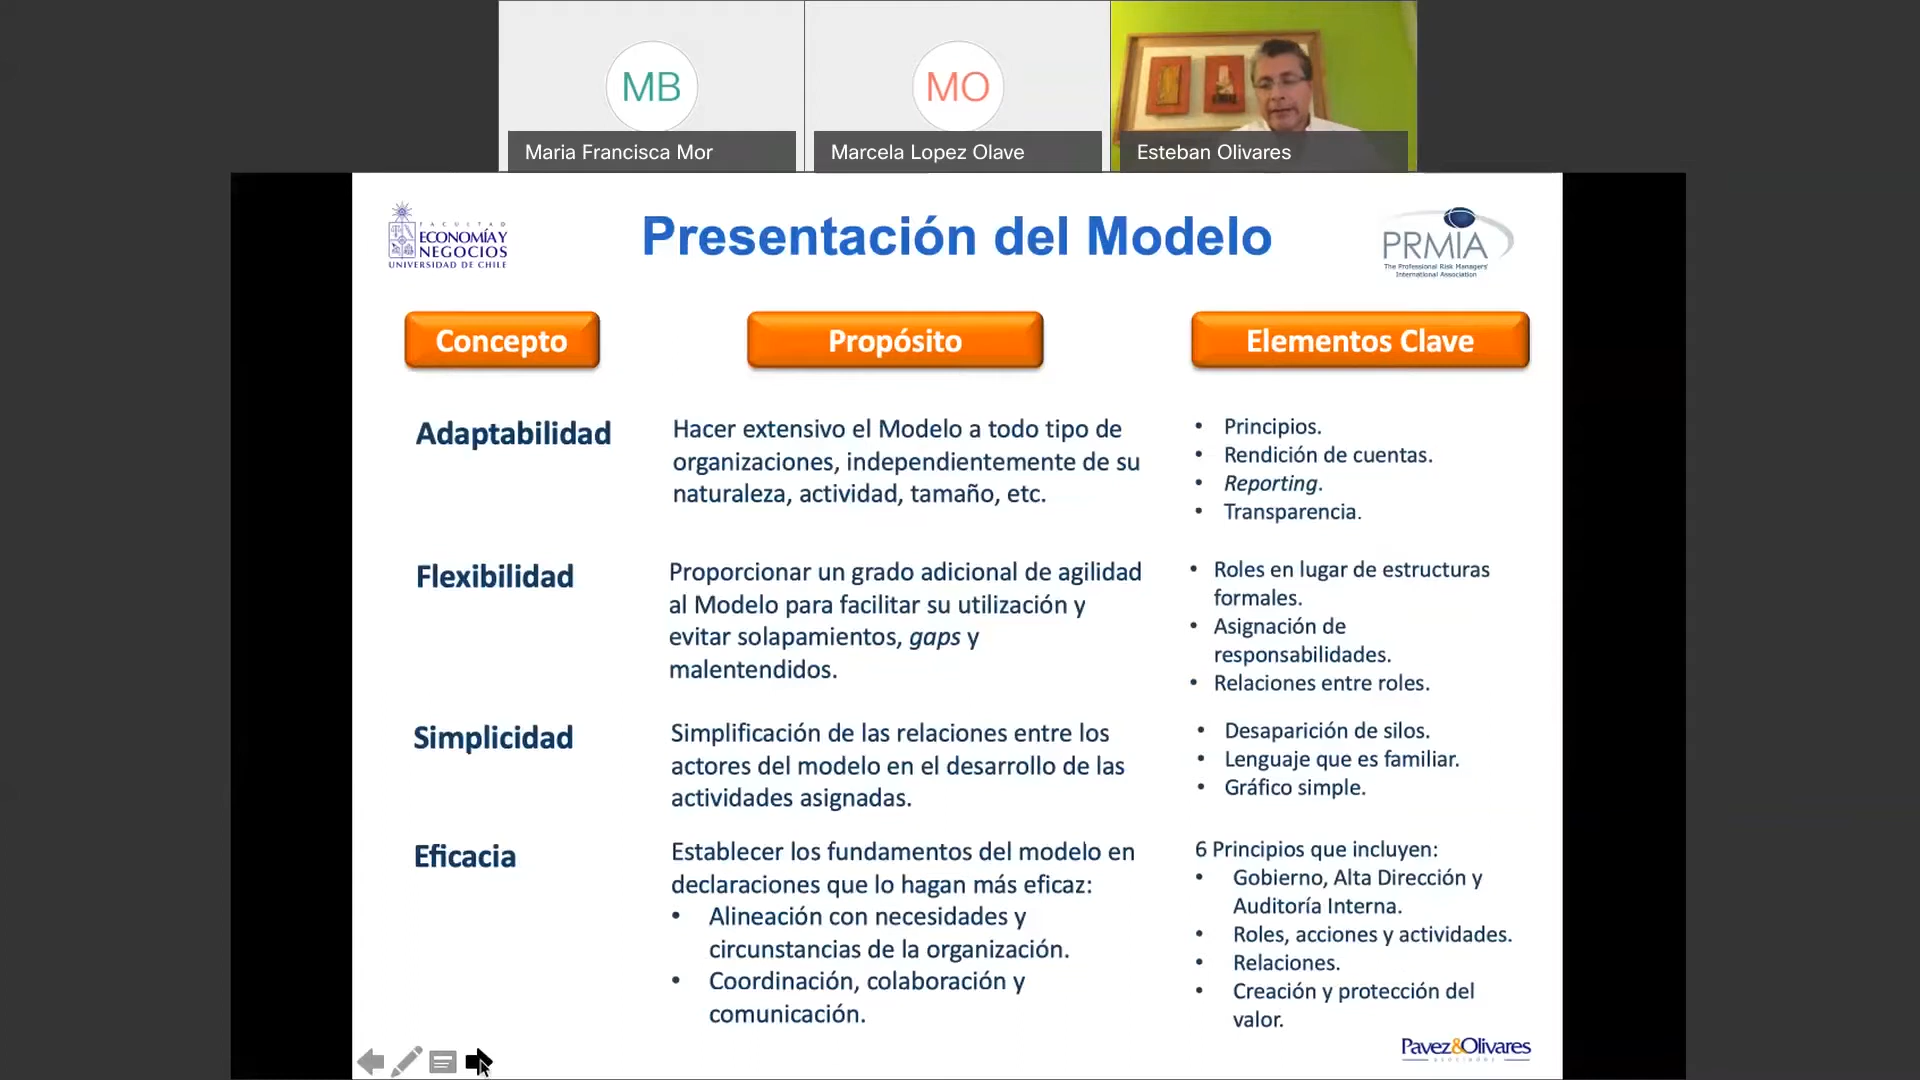 MB
MO
Maria Francisca Mor
Marcela Lopez Olave
Esteban Olivares
FACULTAD
ECONOMÍA Y
NEGOCIOS
UNIVERSIDAD DE CHILE
Presentación del Modelo
PRMIA
The Professional Risk Managers'
International Association
Concepto
Propósito
Elementos Clave
Adaptabilidad
Hacer extensivo el Modelo a todo tipo de
organizaciones, independientemente de su
naturaleza, actividad, tamaño, etc.
• Principios.
• Rendición de cuentas.
• Reporting.
• Transparencia.
Flexibilidad
Proporcionar un grado adicional de agilidad
al Modelo para facilitar su utilización y
evitar solapamientos, gaps y
malentendidos.
• Roles en lugar de estructuras
formales.
• Asignación de
responsabilidades.
• Relaciones entre roles.
Simplicidad
Simplificación de las relaciones entre los
actores del modelo en el desarrollo de las
actividades asignadas.
• Desaparición de silos.
• Lenguaje que es familiar.
• Gráfico simple.
Eficacia
Establecer los fundamentos del modelo en
declaraciones que lo hagan más eficaz:
• Alineación con necesidades y
circunstancias de la organización.
• Coordinación, colaboración y
comunicación.
6 Principios que incluyen:
• Gobierno, Alta Dirección y
Auditoría Interna.
• Roles, acciones y actividades.
• Relaciones.
• Creación y protección del
valor.
Pavez&Olivares